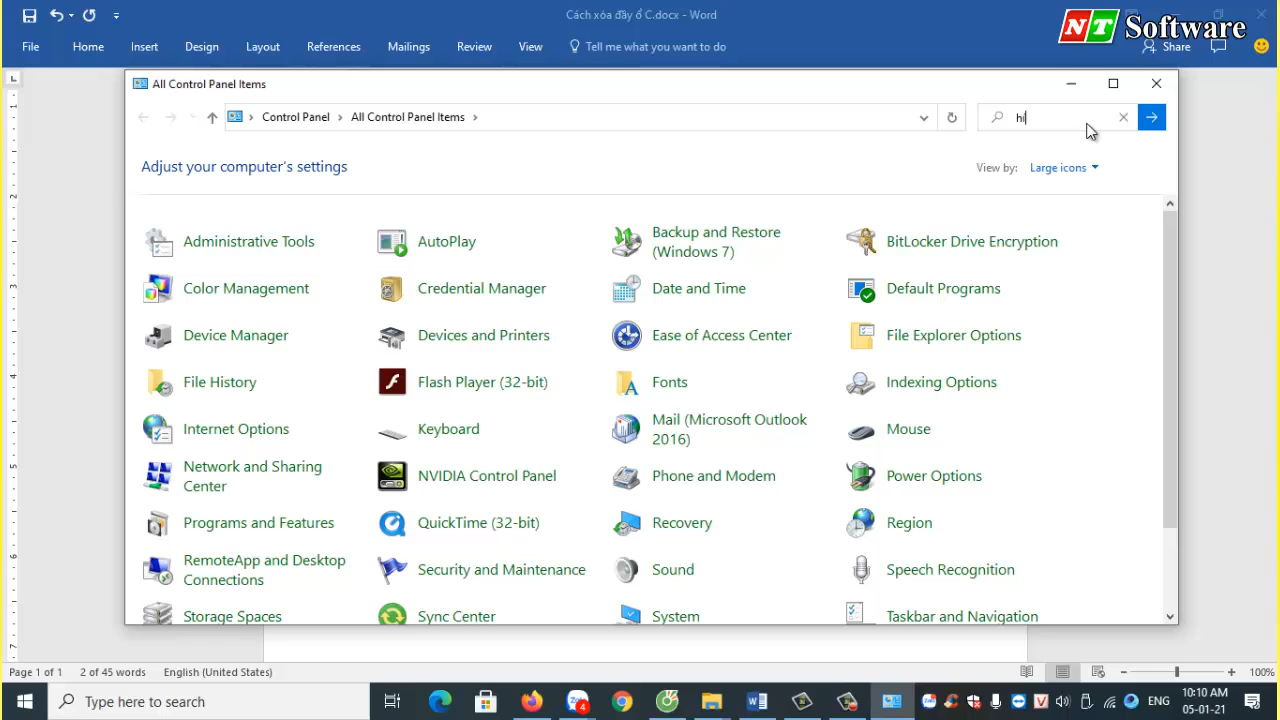 Cách xóa đầy ổ C.docx - Word
NT Software
File Home Insert Design Layout References Mailings Review View Tell me what you want to do Share
All Control Panel Items
Control Panel All Control Panel Items hi
Adjust your computer's settings View by: Large icons
Administrative Tools
AutoPlay
Backup and Restore
(Windows 7)
BitLocker Drive Encryption
Color Management
Credential Manager
Date and Time
Default Programs
Device Manager
Devices and Printers
Ease of Access Center
File Explorer Options
File History
Flash Player (32-bit)
Fonts
Indexing Options
Internet Options
Keyboard
Mail (Microsoft Outlook
2016)
Mouse
Network and Sharing
Center
NVIDIA Control Panel
Phone and Modem
Power Options
Programs and Features
QuickTime (32-bit)
Recovery
Region
RemoteApp and Desktop
Connections
Security and Maintenance
Sound
Speech Recognition
Storage Spaces
Sync Center
System
Taskbar and Navigation
Page 1 of 1 2 of 45 words English (United States) 100%
Type here to search
4
ENG
10:10 AM
05-01-21